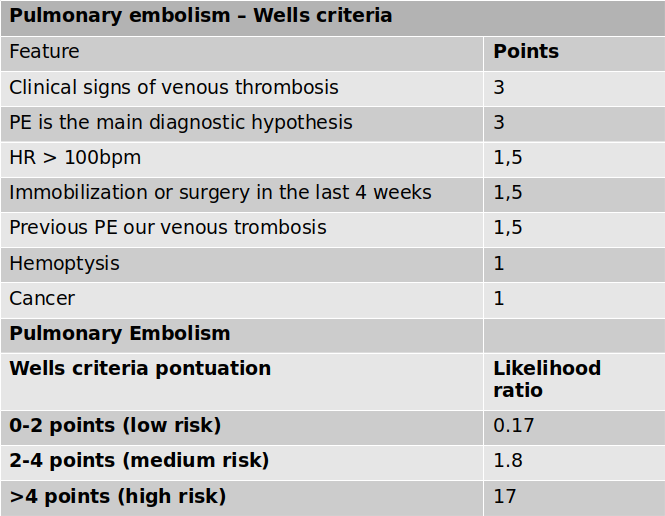 Pulmonary embolism – Wells criteria
Feature Points
Clinical signs of venous thrombosis 3
PE is the main diagnostic hypothesis 3
HR > 100bpm 1,5
Immobilization or surgery in the last 4 weeks 1,5
Previous PE our venous trombosis 1,5
Hemoptysis 1
Cancer 1
Pulmonary Embolism
Wells criteria pontuation Likelihood
ratio
0-2 points (low risk) 0.17
2-4 points (medium risk) 1.8
>4 points (high risk) 17